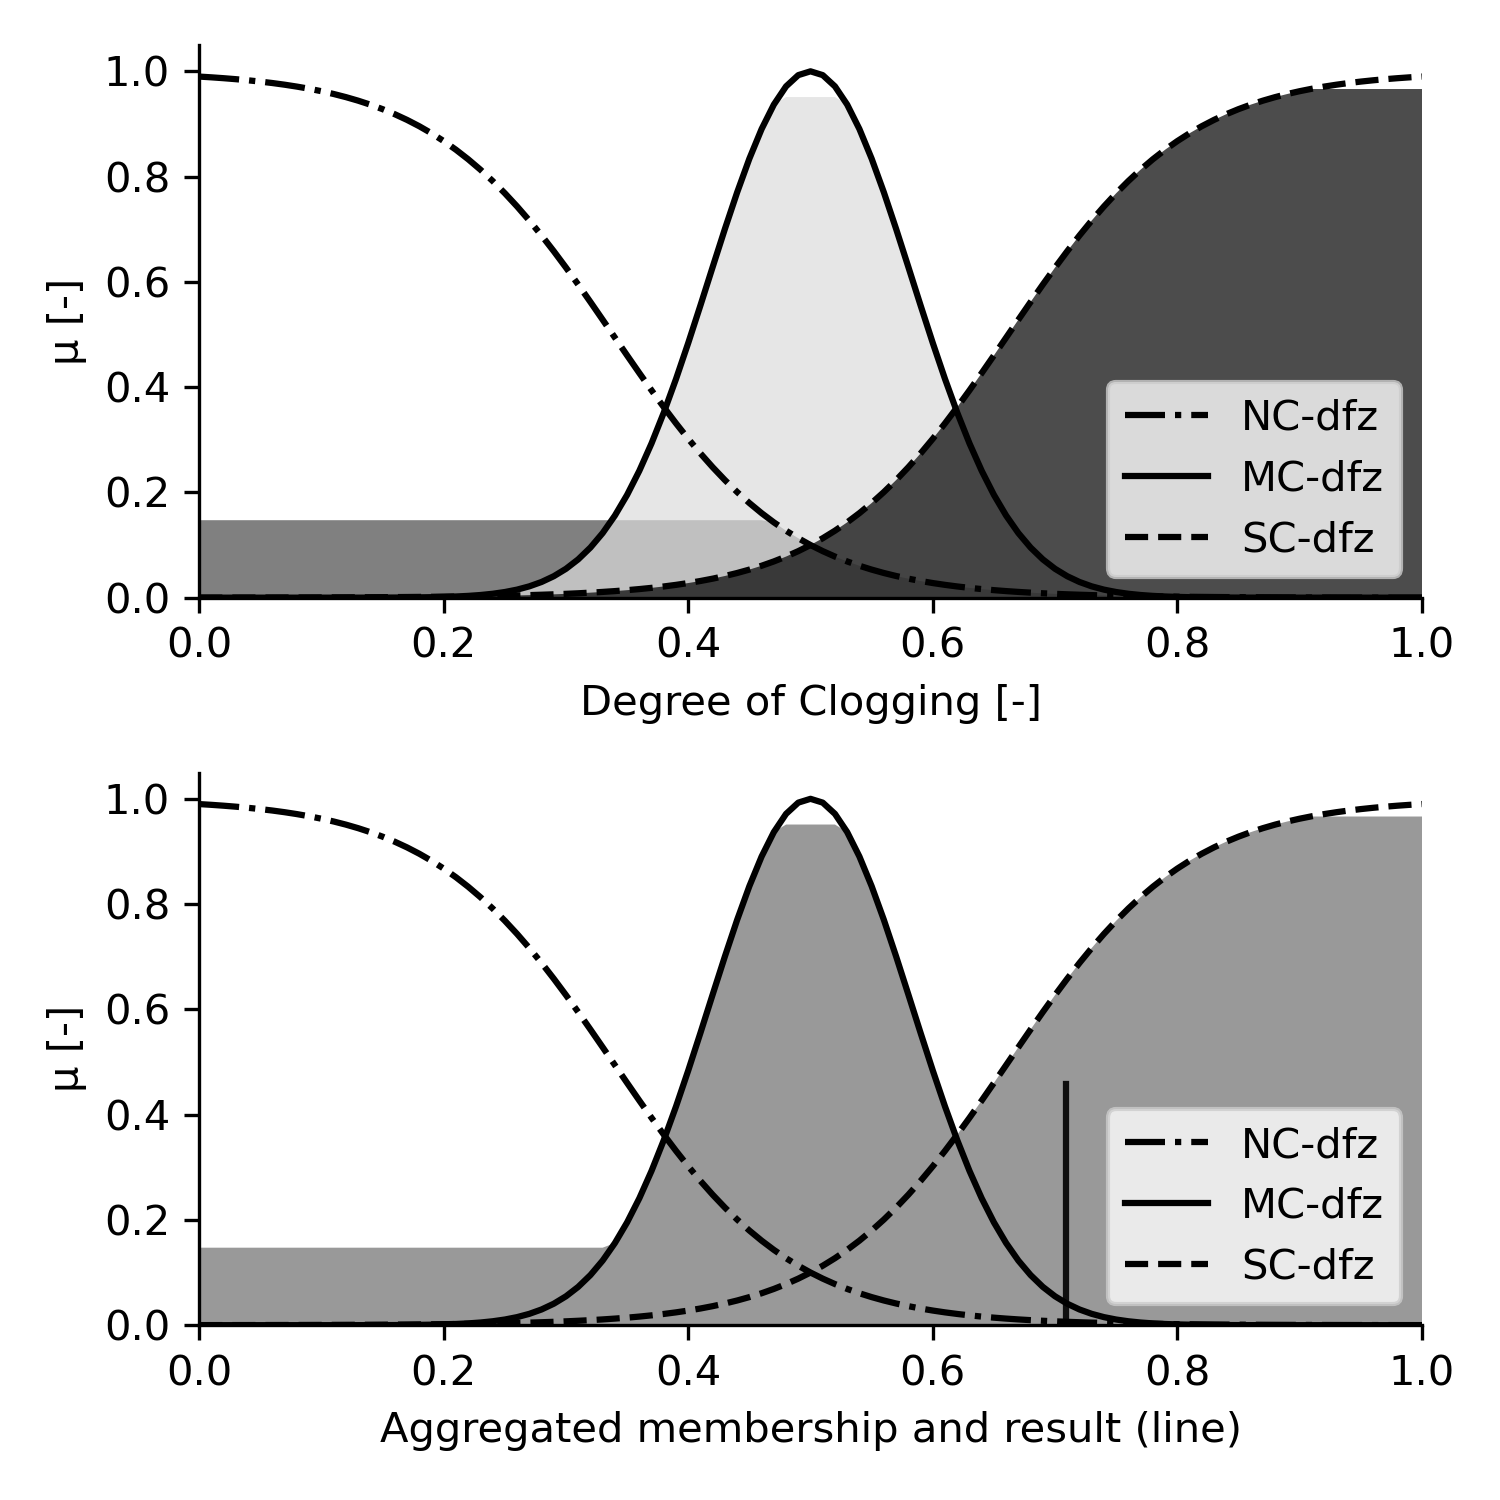 1.0
0.8
0.6
0.4
0.2
0.0
µ [-]
NC-dfz
MC-dfz
SC-dfz
0.0 0.2 0.4 0.6 0.8 1.0
Degree of Clogging [-]
1.0
0.8
0.6
0.4
0.2
0.0
µ [-]
NC-dfz
MC-dfz
SC-dfz
0.0 0.2 0.4 0.6 0.8 1.0
Aggregated membership and result (line)